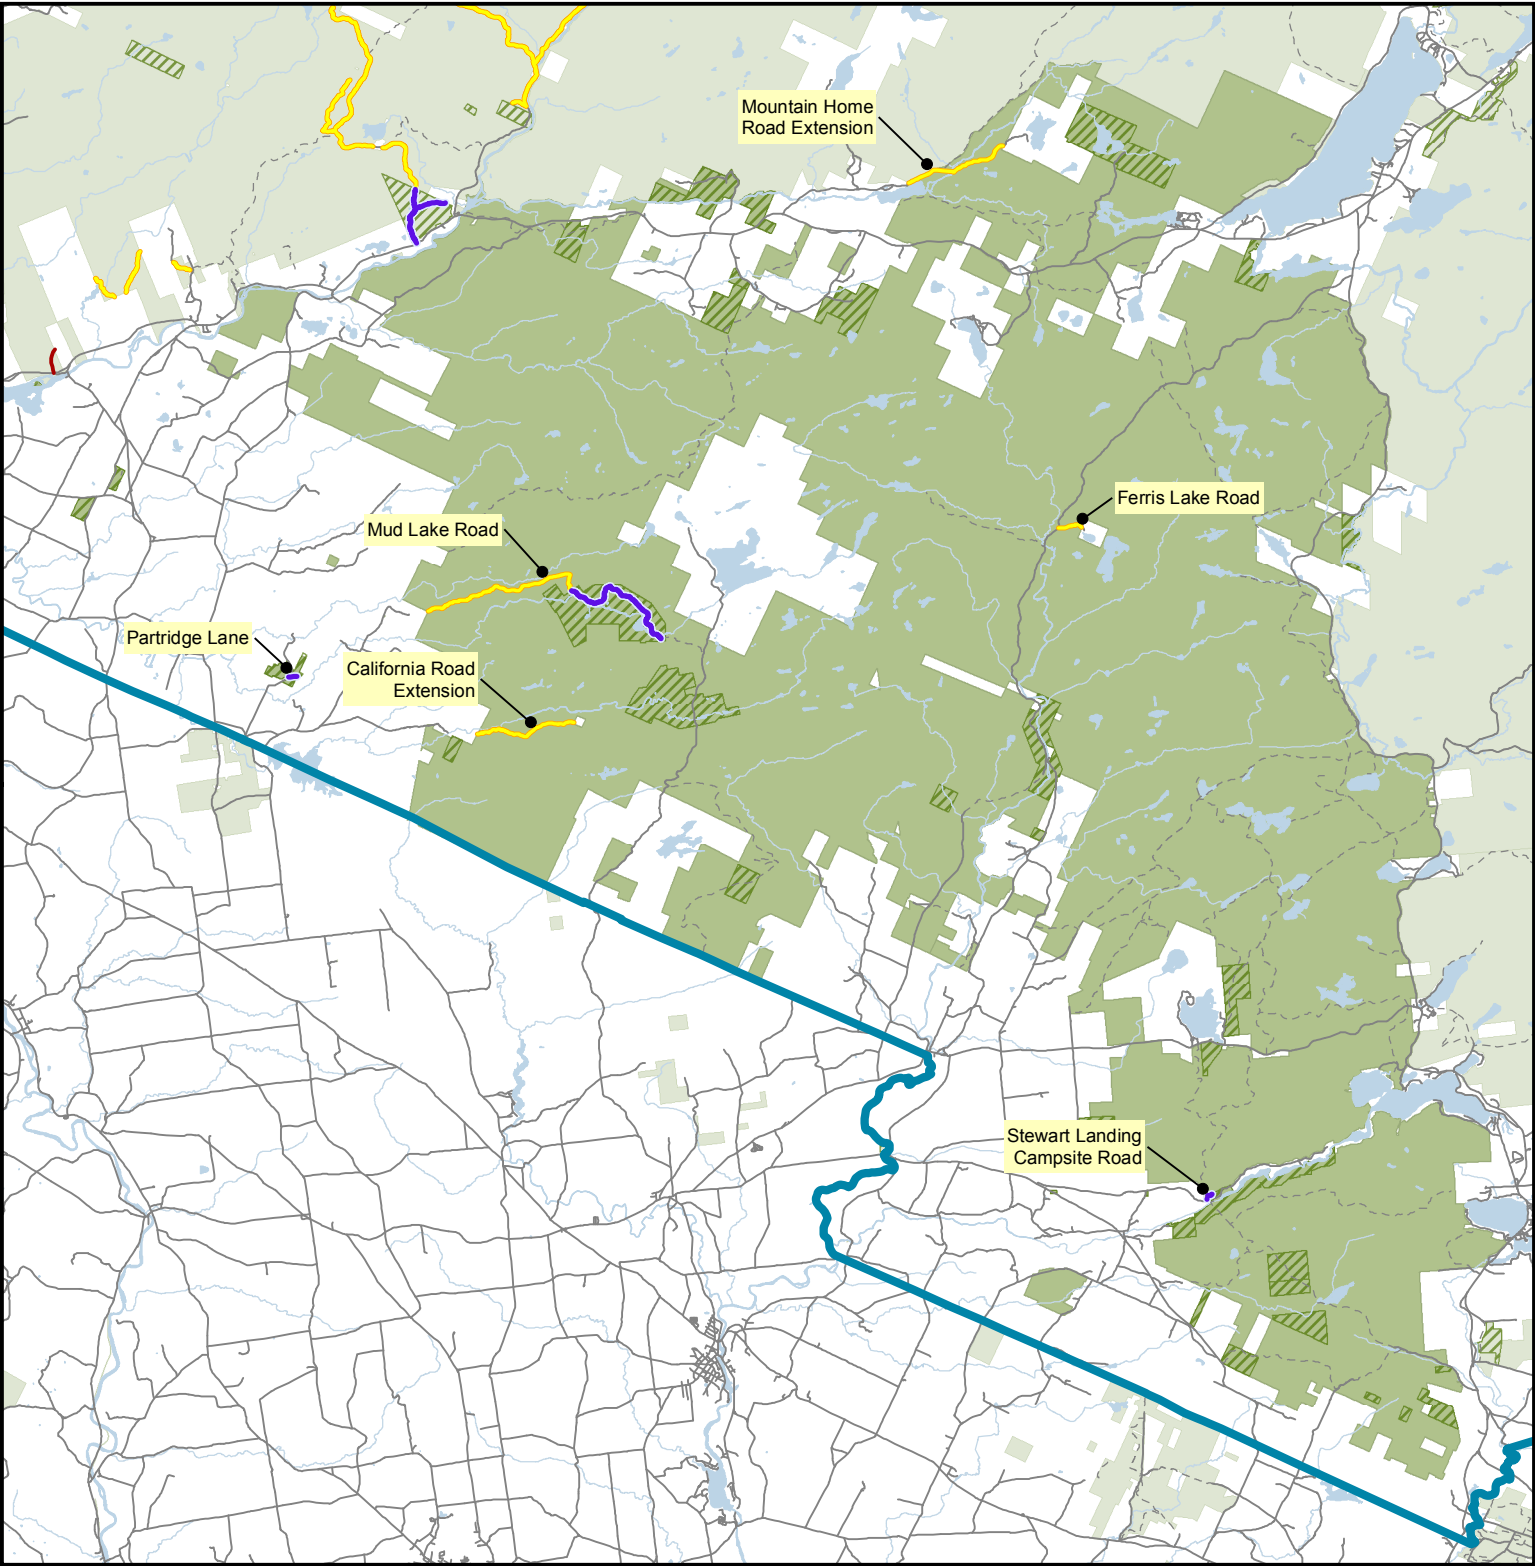 Mountain Home
Road Extension
Ferris Lake Road
Mud Lake Road
Partridge Lane
California Road
Extension
Stewart Landing
Campsite Road